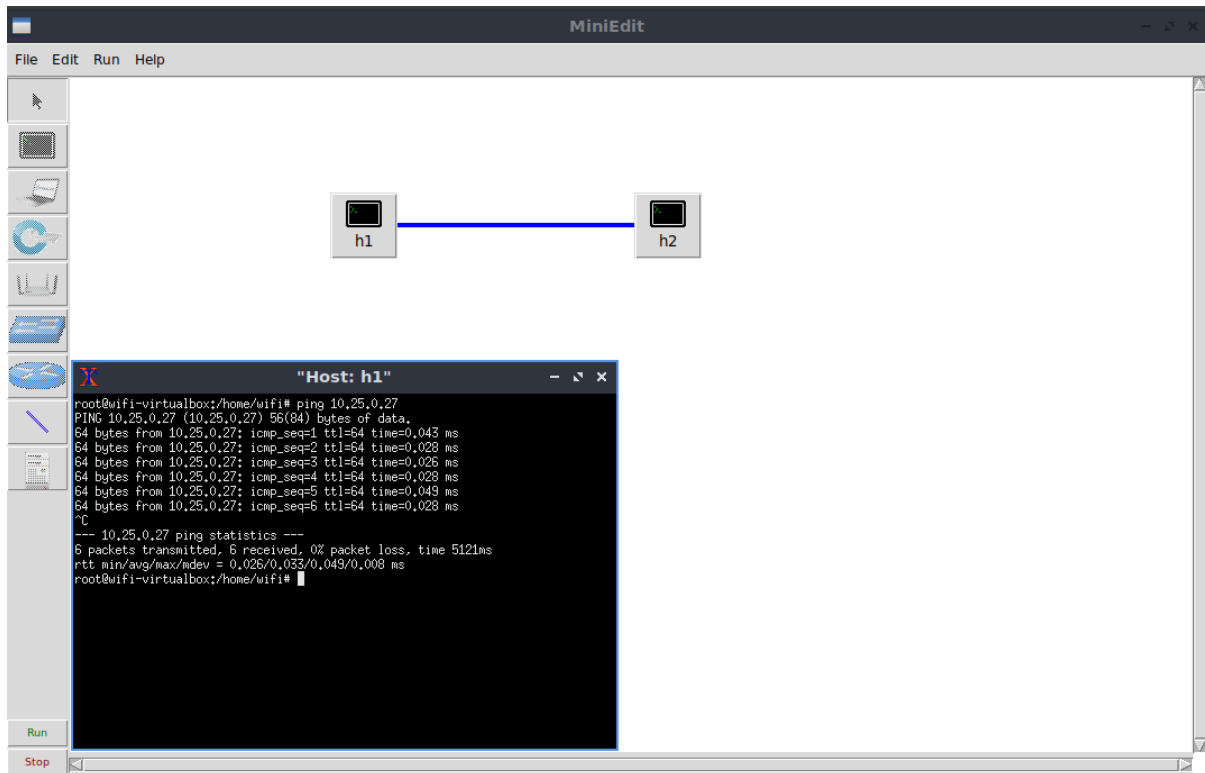 MiniEdit
File Edit Run Help
h1
h2
"Host: h1"
root@wifi-virtualbox:/home/wifi# ping 10.25.0.27
PING 10.25.0.27 (10.25.0.27) 56(84) bytes of data.
64 bytes from 10.25.0.27: icmp_seq=1 ttl=64 time=0.043 ms
64 bytes from 10.25.0.27: icmp_seq=2 ttl=64 time=0.028 ms
64 bytes from 10.25.0.27: icmp_seq=3 ttl=64 time=0.026 ms
64 bytes from 10.25.0.27: icmp_seq=4 ttl=64 time=0.028 ms
64 bytes from 10.25.0.27: icmp_seq=5 ttl=64 time=0.049 ms
64 bytes from 10.25.0.27: icmp_seq=6 ttl=64 time=0.028 ms
^C
--- 10.25.0.27 ping statistics ---
6 packets transmitted, 6 received, 0% packet loss, time 5121ms
rtt min/avg/max/mdev = 0.026/0.033/0.049/0.008 ms
root@wifi-virtualbox:/home/wifi#
Run
Stop